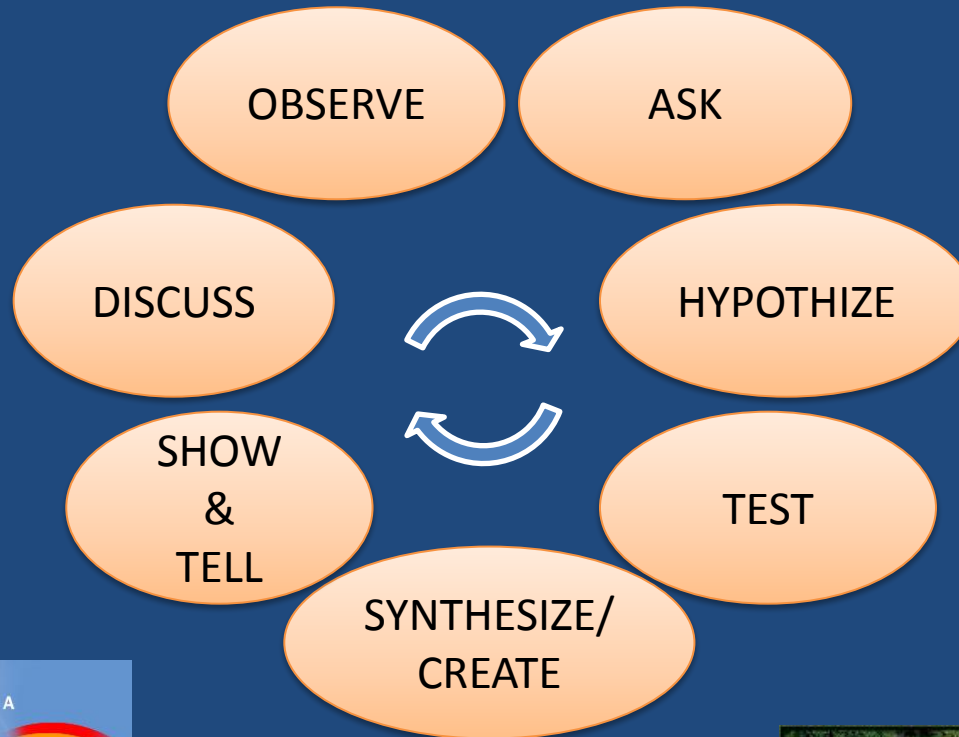 OBSERVE
ASK
DISCUSS
HYPOTHIZE
SHOW
&
TELL
TEST
SYNTHESIZE/
CREATE
A